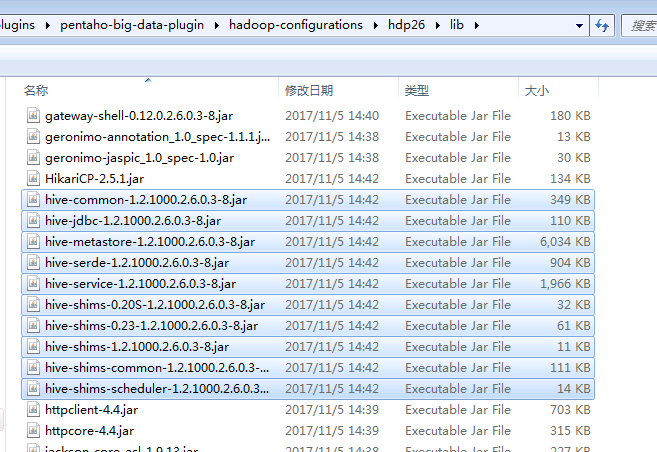 plugins ▸ pentaho-big-data-plugin ▸ hadoop-configurations ▸ hdp26 ▸ lib ▸ 搜索
名称 修改日期 类型 大小
gateway-shell-0.12.0.2.6.0.3-8.jar 2017/11/5 14:40 Executable Jar File 180 KB
geronimo-annotation_1.0_spec-1.1.1.j... 2017/11/5 14:38 Executable Jar File 13 KB
geronimo-jaspic_1.0_spec-1.0.jar 2017/11/5 14:38 Executable Jar File 30 KB
HikariCP-2.5.1.jar 2017/11/5 14:42 Executable Jar File 134 KB
hive-common-1.2.1000.2.6.0.3-8.jar 2017/11/5 14:42 Executable Jar File 349 KB
hive-jdbc-1.2.1000.2.6.0.3-8.jar 2017/11/5 14:42 Executable Jar File 110 KB
hive-metastore-1.2.1000.2.6.0.3-8.jar 2017/11/5 14:42 Executable Jar File 6,034 KB
hive-serde-1.2.1000.2.6.0.3-8.jar 2017/11/5 14:42 Executable Jar File 904 KB
hive-service-1.2.1000.2.6.0.3-8.jar 2017/11/5 14:42 Executable Jar File 1,966 KB
hive-shims-0.20S-1.2.1000.2.6.0.3-8.jar 2017/11/5 14:42 Executable Jar File 32 KB
hive-shims-0.23-1.2.1000.2.6.0.3-8.jar 2017/11/5 14:42 Executable Jar File 61 KB
hive-shims-1.2.1000.2.6.0.3-8.jar 2017/11/5 14:42 Executable Jar File 11 KB
hive-shims-common-1.2.1000.2.6.0.3-... 2017/11/5 14:42 Executable Jar File 111 KB
hive-shims-scheduler-1.2.1000.2.6.0.3... 2017/11/5 14:42 Executable Jar File 14 KB
httpclient-4.4.jar 2017/11/5 14:39 Executable Jar File 703 KB
httpcore-4.4.jar 2017/11/5 14:39 Executable Jar File 315 KB
jackson-core-asl-1.9.13.jar 2017/11/5 14:38 Executable Jar File 227 KB